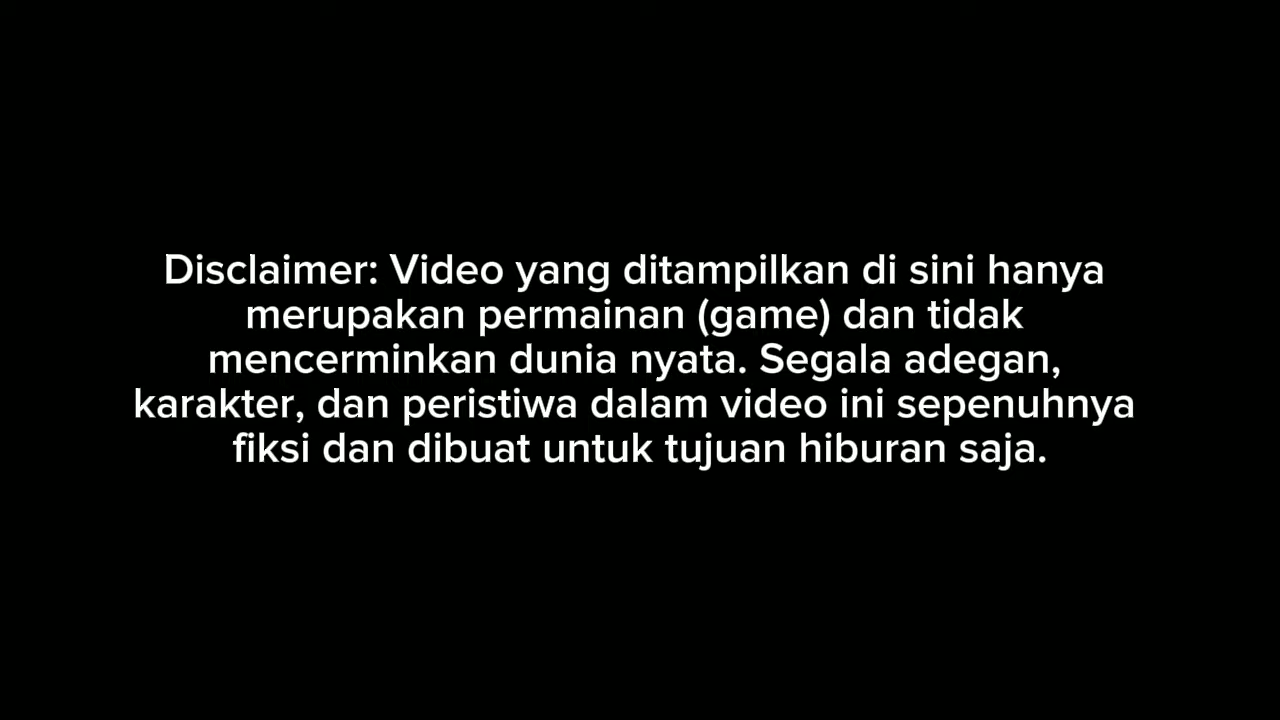 Disclaimer: Video yang ditampilkan di sini hanya
merupakan permainan (game) dan tidak
mencerminkan dunia nyata. Segala adegan,
karakter, dan peristiwa dalam video ini sepenuhnya
fiksi dan dibuat untuk tujuan hiburan saja.